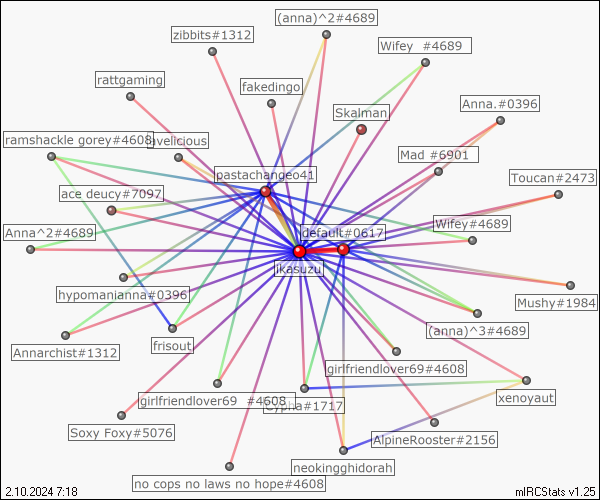 (anna)^2#4689
zibbits#1312
Wifey #4689
rattgaming
fakedingo
Skalman
Anna.#0396
ramshackle gorey#4608
avelicious
Mad #6901
pastachangeo41
Toucan#2473
ace deucy#7097
Anna^2#4689
default#0617
Wifey#4689
jkasuzu
hypomanianna#0396
Mushy#1984
(anna)^3#4689
Annarchist#1312
frisout
girlfriendlover69#4608
girlfriendlover69 #4608
Cypha#1717
xenoyaut
Soxy Foxy#5076
AlpineRooster#2156
neokingghidorah
no cops no laws no hope#4608
2.10.2024 7:18
mIRCStats v1.25